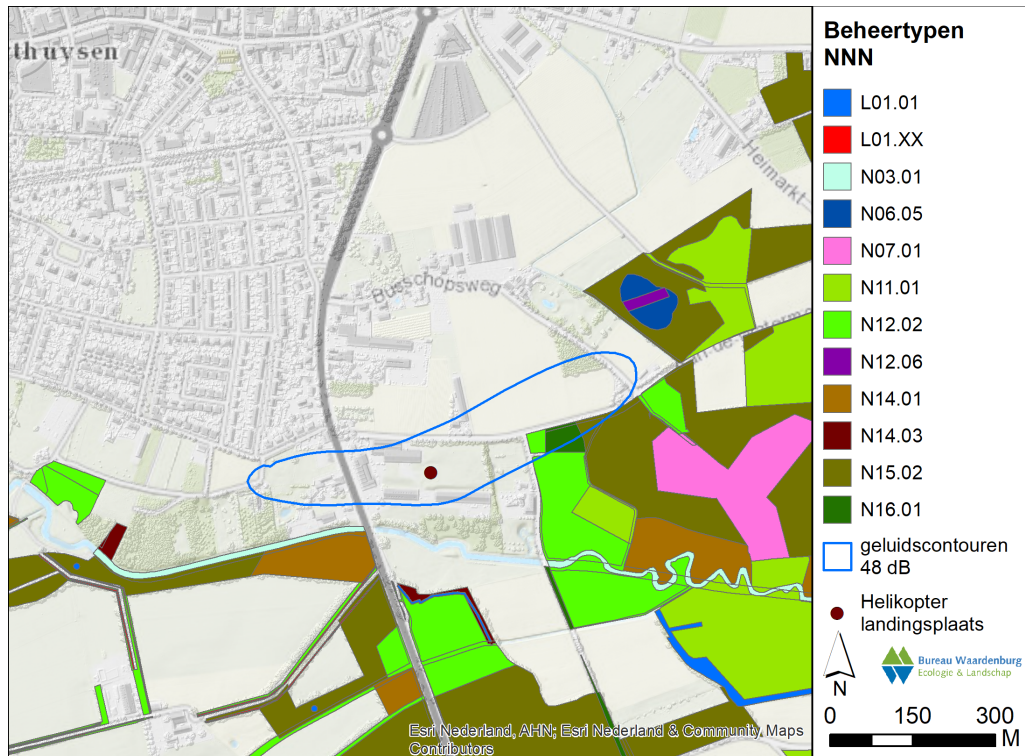 thuysen
Heimarkt
Busschopsweg
Esri Nederland, AHN; Esri Nederland & Community Maps
Contributors
Beheertypen
NNN
L01.01
L01.XX
N03.01
N06.05
N07.01
N11.01
N12.02
N12.06
N14.01
N14.03
N15.02
N16.01
geluidscontouren
48 dB
Helikopter
landingsplaats
N
Bureau Waardenburg
Ecologie & Landschap
0 150 300
M